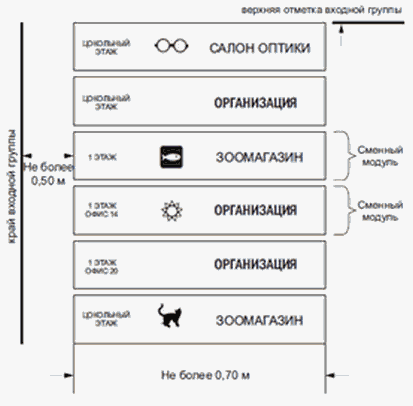 верхняя отметка входной группы
ЦОКОЛЬНЫЙ
ЭТАЖ
САЛОН ОПТИКИ
ЦОКОЛЬНЫЙ
ЭТАЖ
ОРГАНИЗАЦИЯ
край входной группы
Не более
0,50 м
1 ЭТАЖ
ЗООМАГАЗИН
Сменный
модуль
1 ЭТАЖ
ОФИС 14
ОРГАНИЗАЦИЯ
Сменный
модуль
1 ЭТАЖ
ОФИС 20
ОРГАНИЗАЦИЯ
ЦОКОЛЬНЫЙ
ЭТАЖ
ЗООМАГАЗИН
Не более 0,70 м